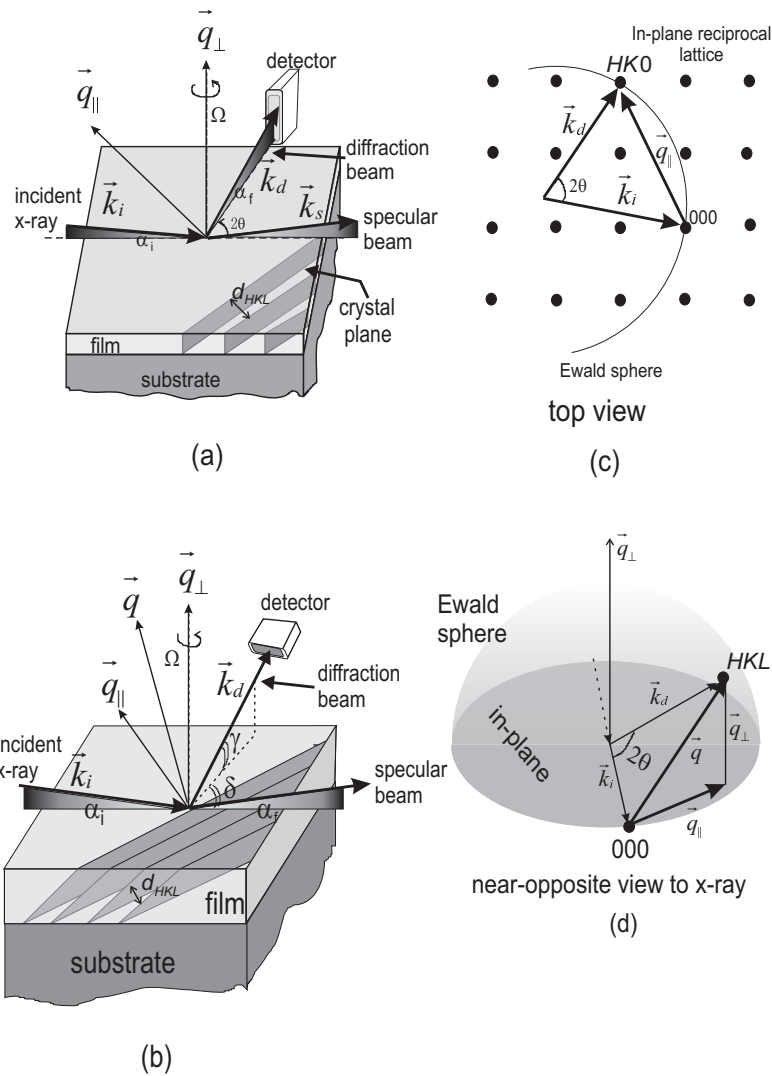 q⊥
detector
q||
Ω
diffraction
beam
incident
x-ray
ki
αf
kd
ks
2θ
αi
specular
beam
dHKL
crystal
plane
film
substrate
(a)
In-plane reciprocal
lattice
HK0
kd
q||
2θ
ki
000
Ewald sphere
top view
(c)
q
q⊥
detector
Ω
kd
q||
diffraction
beam
incident
x-ray
ki
γ
δ
αi
αf
specular
beam
dHKL
film
substrate
(b)
q⊥
Ewald
sphere
HKL
kd
in-plane
2θ
q
q⊥
ki
q||
000
near-opposite view to x-ray
(d)